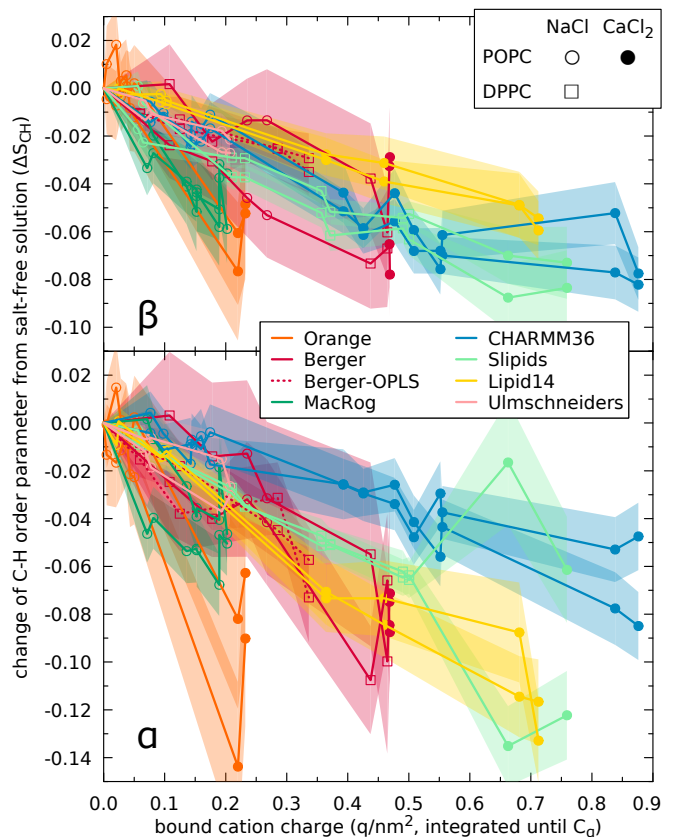 NaCl CaCl2
POPC
DPPC
0.02
0.00
-0.02
-0.04
-0.06
-0.08
-0.10
β
Orange
Berger
Berger-OPLS
MacRog
CHARMM36
Slipids
Lipid14
Ulmschneiders
0.02
0.00
-0.02
-0.04
-0.06
-0.08
-0.10
-0.12
-0.14
α
change of C-H order parameter from salt-free solution (ΔSCH)
0.0 0.1 0.2 0.3 0.4 0.5 0.6 0.7 0.8 0.9
bound cation charge (q/nm2, integrated until Cα)